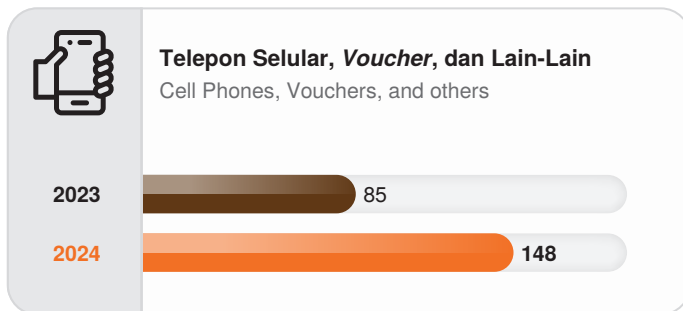 Telepon Selular, Voucher, dan Lain-Lain
Cell Phones, Vouchers, and others
2023 85
2024 148